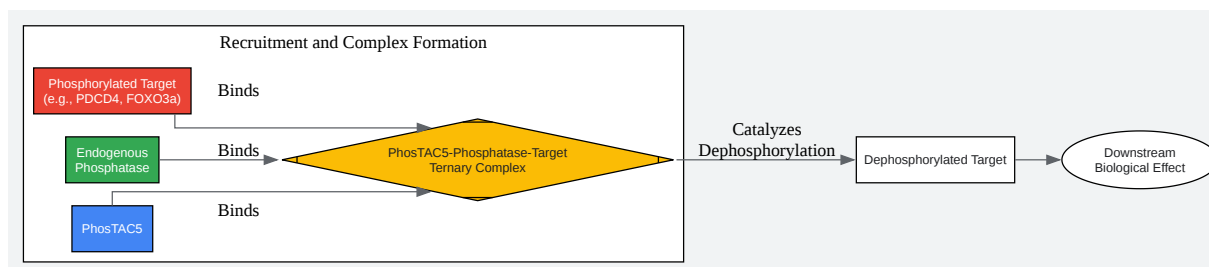 Recruitment and Complex Formation
Phosphorylated Target
(e.g., PDCD4, FOXO3a)
Binds
Endogenous
Phosphatase
Binds
PhosTAC5
Binds
PhosTAC5-Phosphatase-Target
Ternary Complex
Catalyzes
Dephosphorylation
Dephosphorylated Target
Downstream
Biological Effect